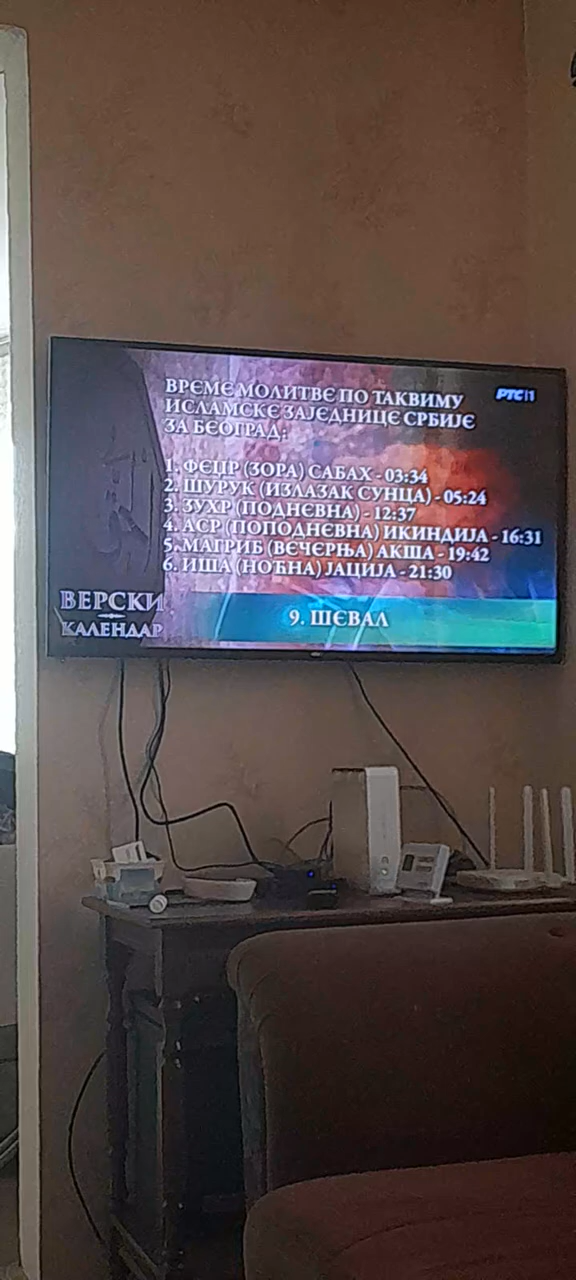 ВРЕМЕ МОЛИТВЕ ПО ТАКВИМУ
ИСЛАМСКЕ ЗАЈЕДНИЦЕ СРБИЈЕ
ЗА БЕОГРАД:
РТС 1
1. ФЕЏР (ЗОРА) САБАХ - 03:34
2. ШУРУК (ИЗЛАЗАК СУНЦА) - 05:24
3. ЗУХР (ПОДНЕВНА) - 12:37
4. АСР (ПОПОДНЕВНА) ИКИНДИЈА - 16:31
5. МАГРИБ (ВЕЧЕРЊА) АКША - 19:42
6. ИША (НОЋНА) ЈАЦИЈА - 21:30
ВЕРСКИ
КАЛЕНДАР
9. ШЕВАЛ